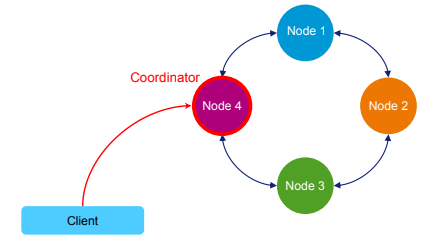 Node 1
Coordinator
Node 4
Node 2
Node 3
Client